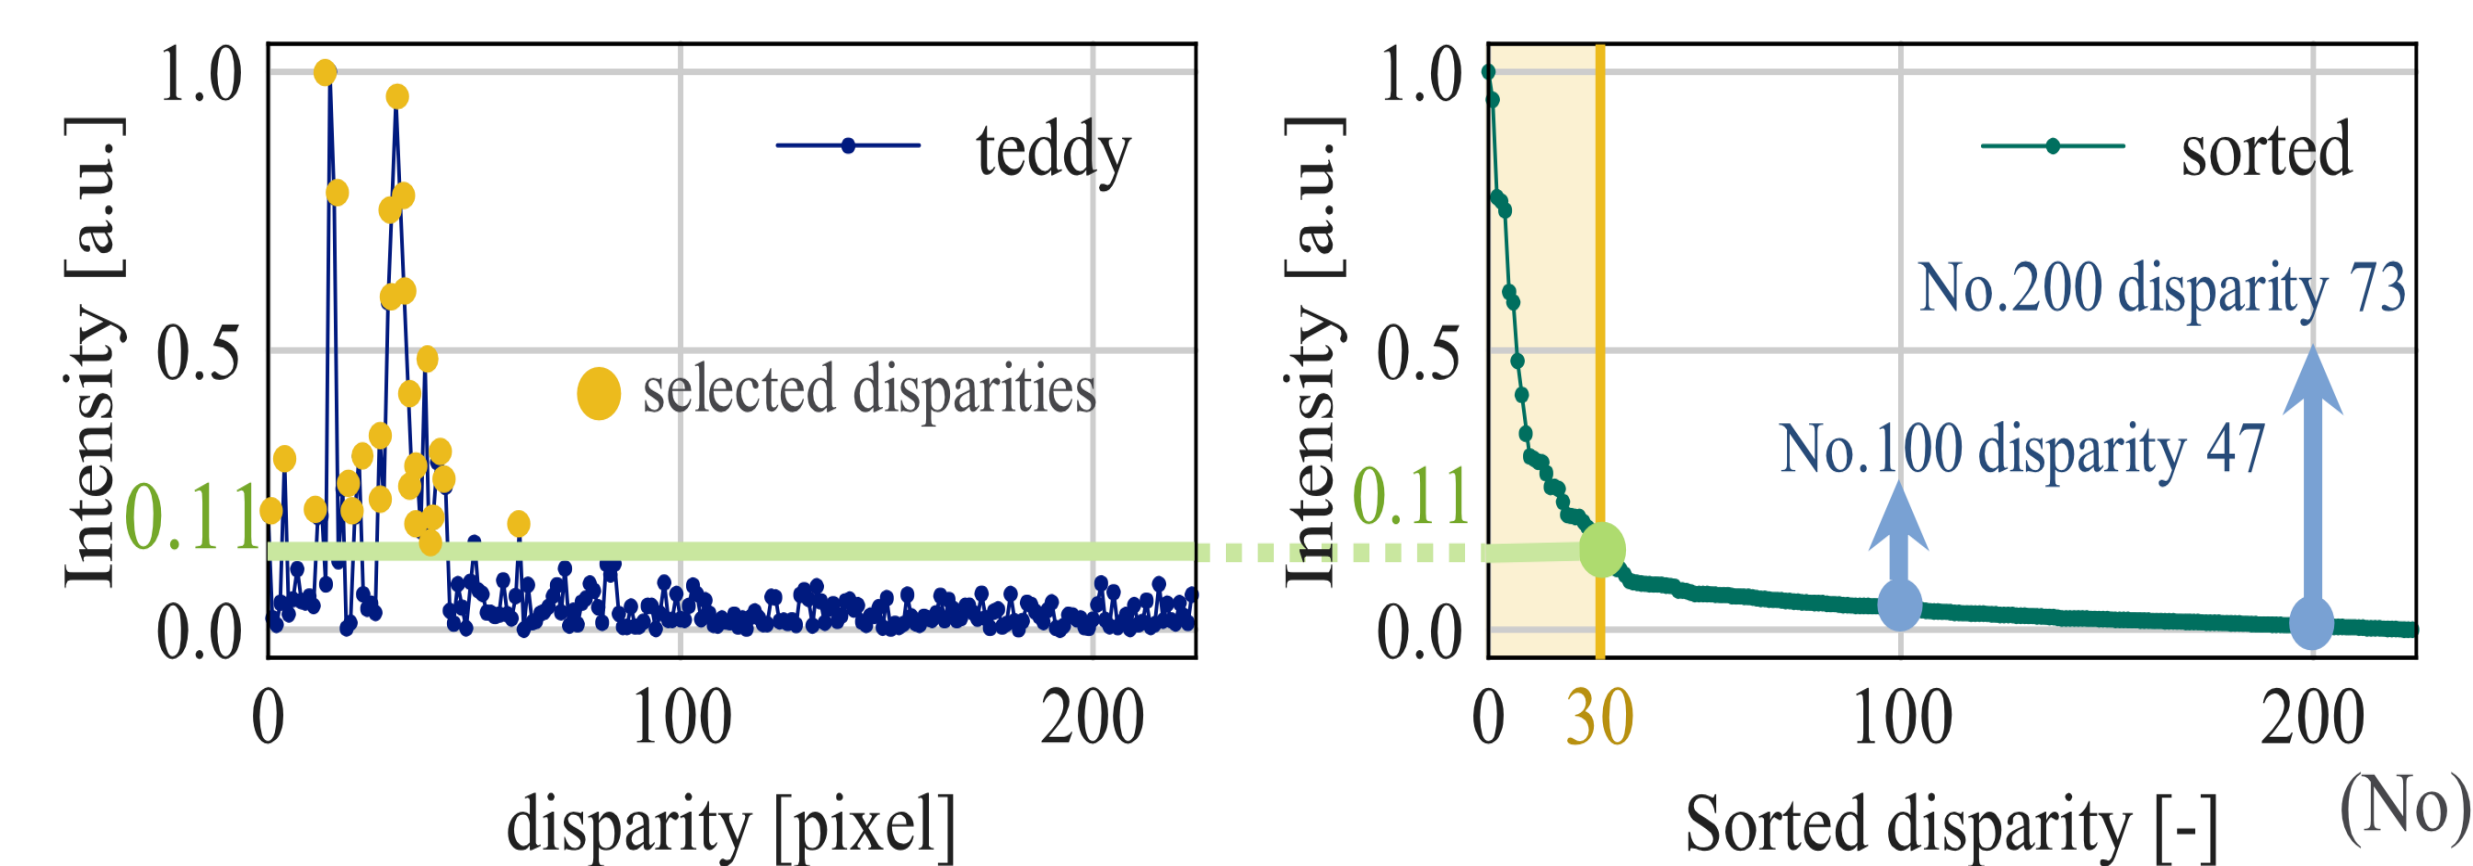 Intensity [a.u.]
1.0
0.5
0.11
0.0
teddy
selected disparities
0
100
200
disparity [pixel]
Intensity [a.u.]
1.0
0.5
0.11
0.0
sorted
No.200 disparity 73
No.100 disparity 47
0
30
100
200
Sorted disparity [-]
(No)